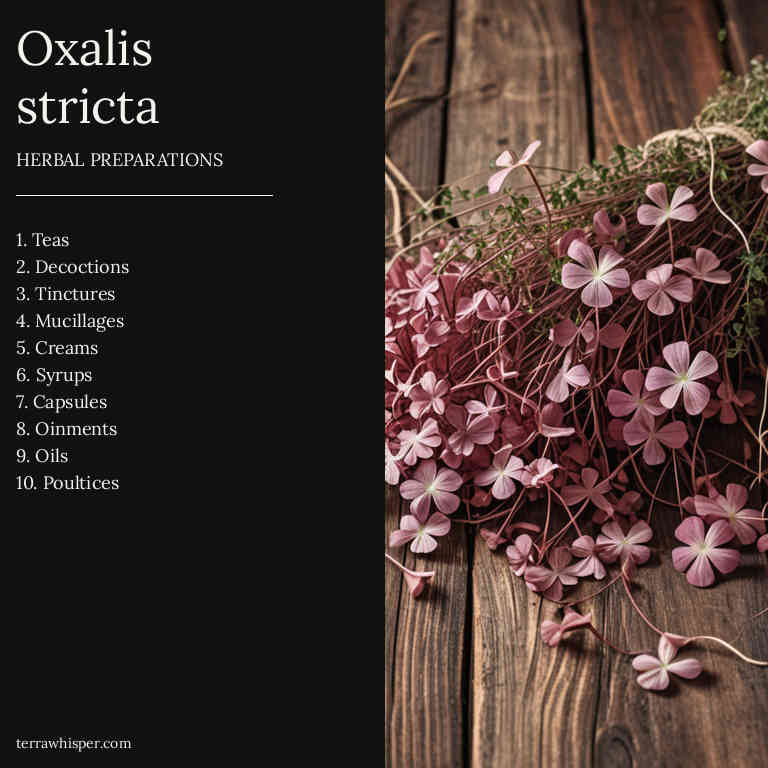 Oxalis
stricta
HERBAL PREPARATIONS
1. Teas
2. Decoctions
3. Tinctures
4. Mucillages
5. Creams
6. Syrups
7. Capsules
8. Oinments
9. Oils
10. Poultices
terrawhisper.com